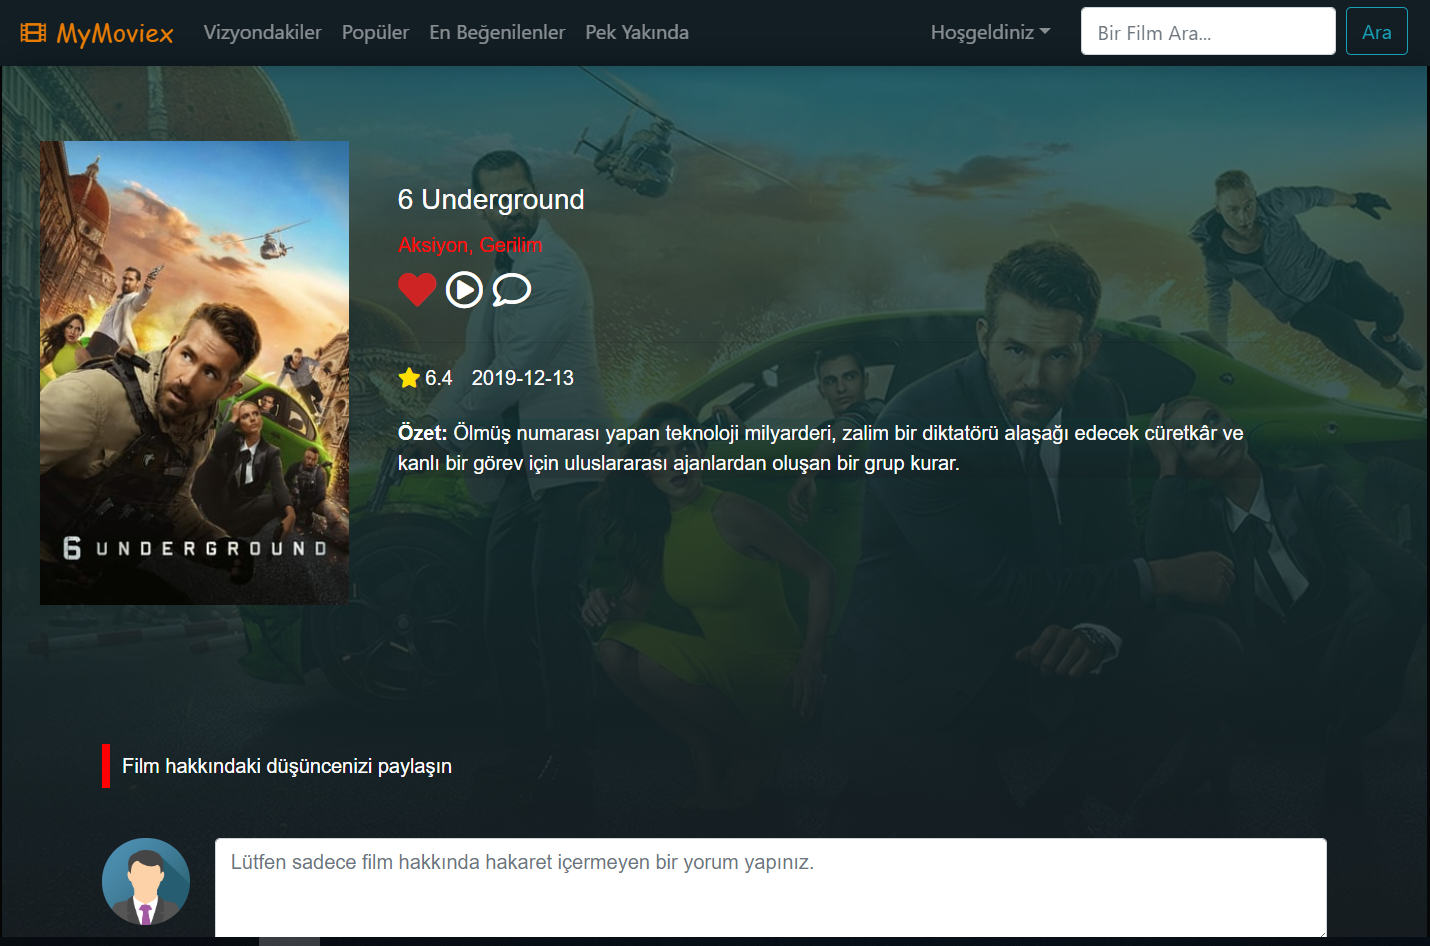 MyMoviex Vizyondakiler Popüler En Beğenilenler Pek Yakında Hoşgeldiniz Bir Film Ara... Ara
6 Underground
Aksiyon, Gerilim
6.4 2019-12-13
Özet: Ölmüş numarası yapan teknoloji milyarderi, zalim bir diktatörü alaşağı edecek cüretkâr ve
kanlı bir görev için uluslararası ajanlardan oluşan bir grup kurar.
6 UNDERGROUND
Film hakkındaki düşüncenizi paylaşın
Lütfen sadece film hakkında hakaret içermeyen bir yorum yapınız.